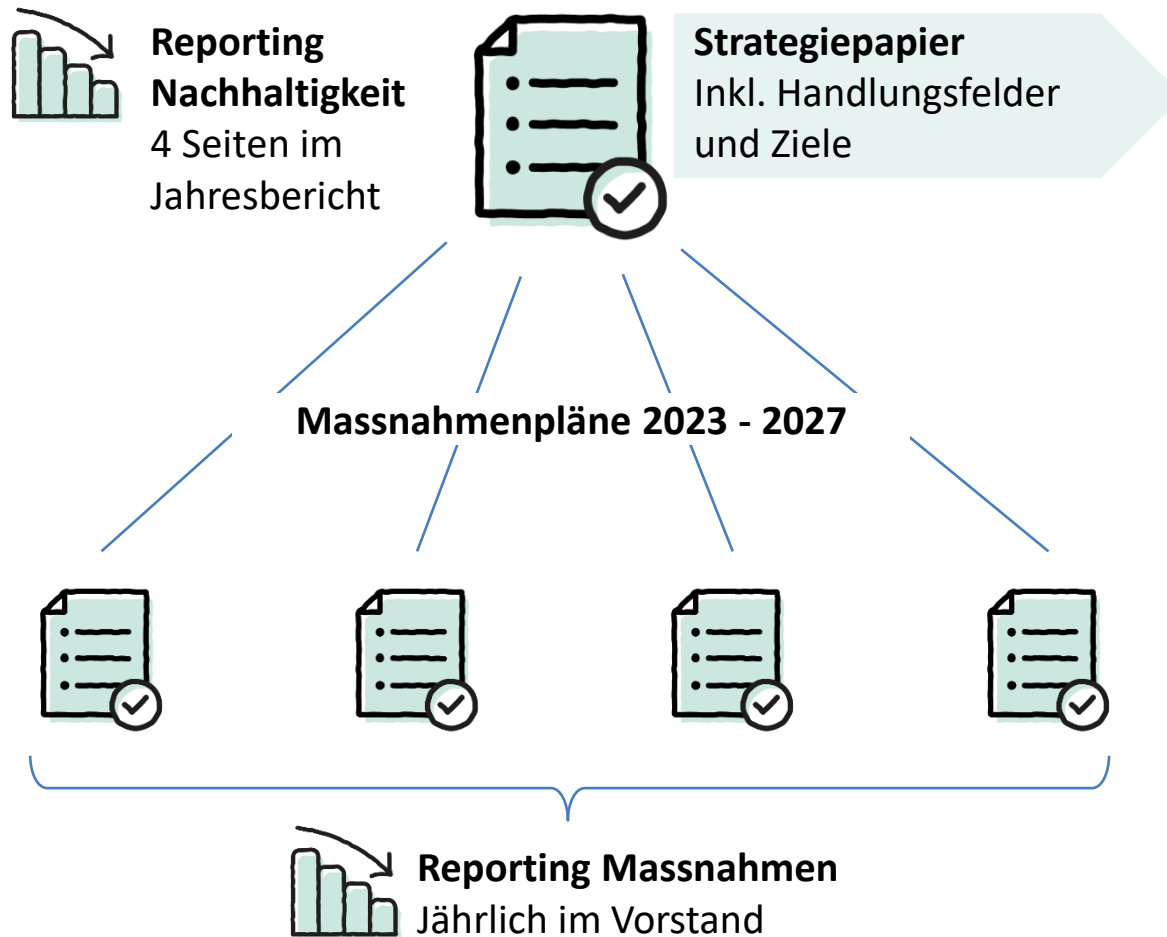 Reporting
Nachhaltigkeit
4 Seiten im
Jahresbericht
Strategiepapier
Inkl. Handlungsfelder
und Ziele
Massnahmenpläne 2023 - 2027
Reporting Massnahmen
Jährlich im Vorstand